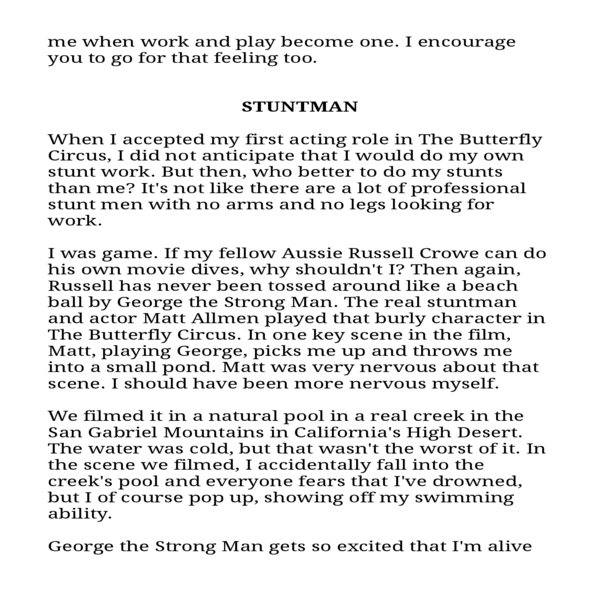 me when work and play become one. I encourage
you to go for that feeling too.
STUNTMAN
When I accepted my first acting role in The Butterfly
Circus, I did not anticipate that I would do my own
stunt work. But then, who better to do my stunts
than me? It's not like there are a lot of professional
stunt men with no arms and no legs looking for
work.
I was game. If my fellow Aussie Russell Crowe can do
his own movie dives, why shouldn't I? Then again,
Russell has never been tossed around like a beach
ball by George the Strong Man. The real stuntman
and actor Matt Allmen played that burly character in
The Butterfly Circus. In one key scene in the film,
Matt, playing George, picks me up and throws me
into a small pond. Matt was very nervous about that
scene. I should have been more nervous myself.
We filmed it in a natural pool in a real creek in the
San Gabriel Mountains in California's High Desert.
The water was cold, but that wasn't the worst of it. In
the scene we filmed, I accidentally fall into the
creek's pool and everyone fears that I've drowned,
but I of course pop up, showing off my swimming
ability.
George the Strong Man gets so excited that I'm alive